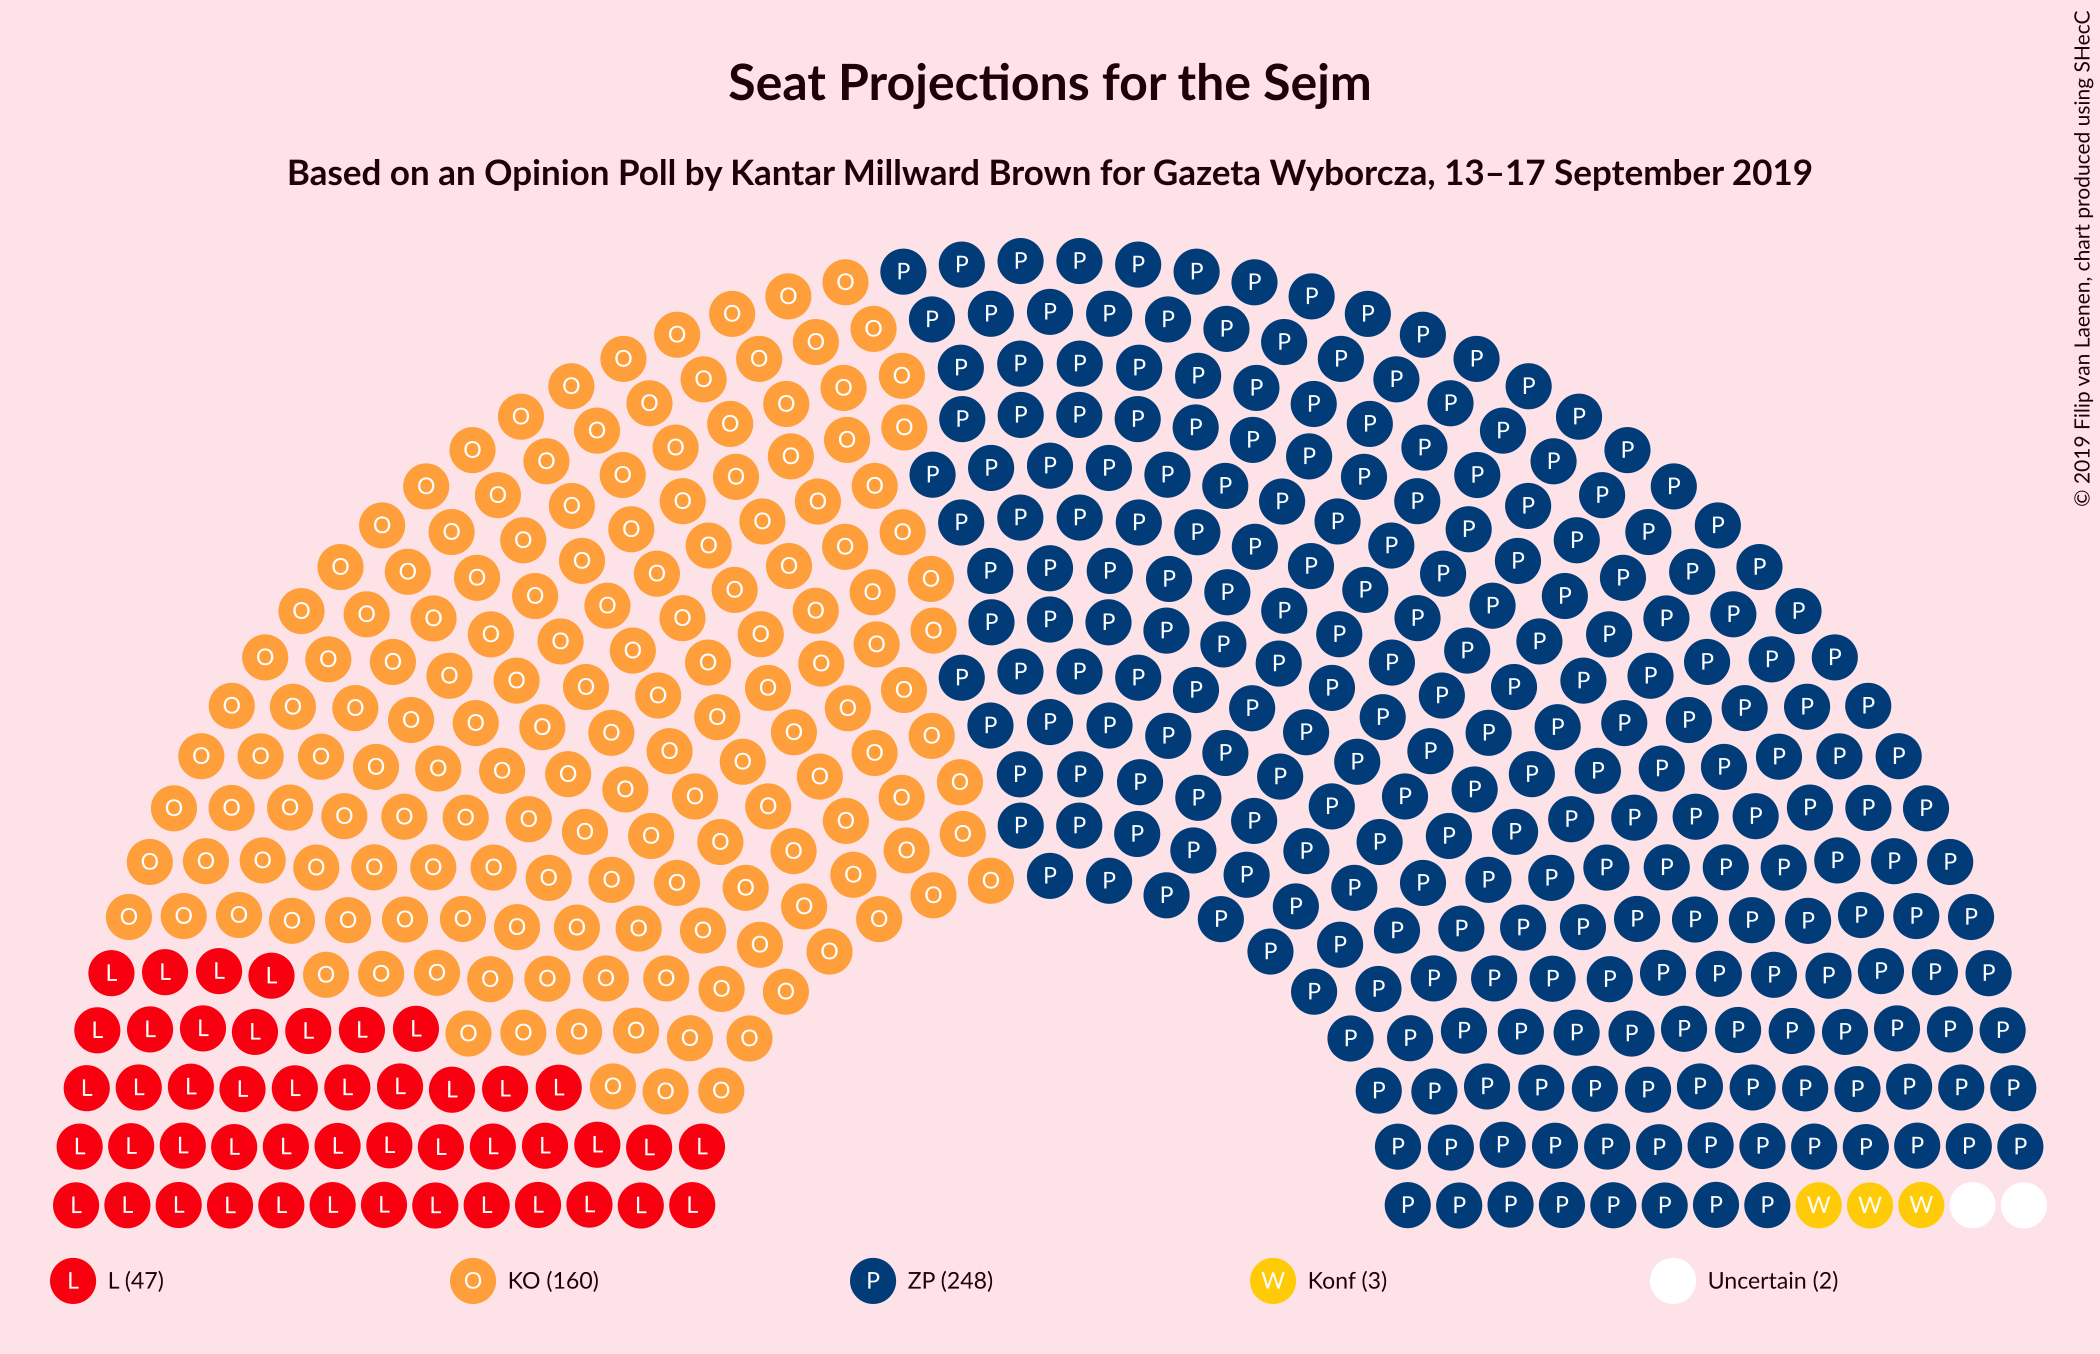 Seat Projections for the Sejm
Based on an Opinion Poll by Kantar Millward Brown for Gazeta Wyborcza, 13–17 September 2019
© 2019 Filip van Laenen, chart produced using SHecC
L L (47)
O KO (160)
P ZP (248)
W Konf (3)
Uncertain (2)